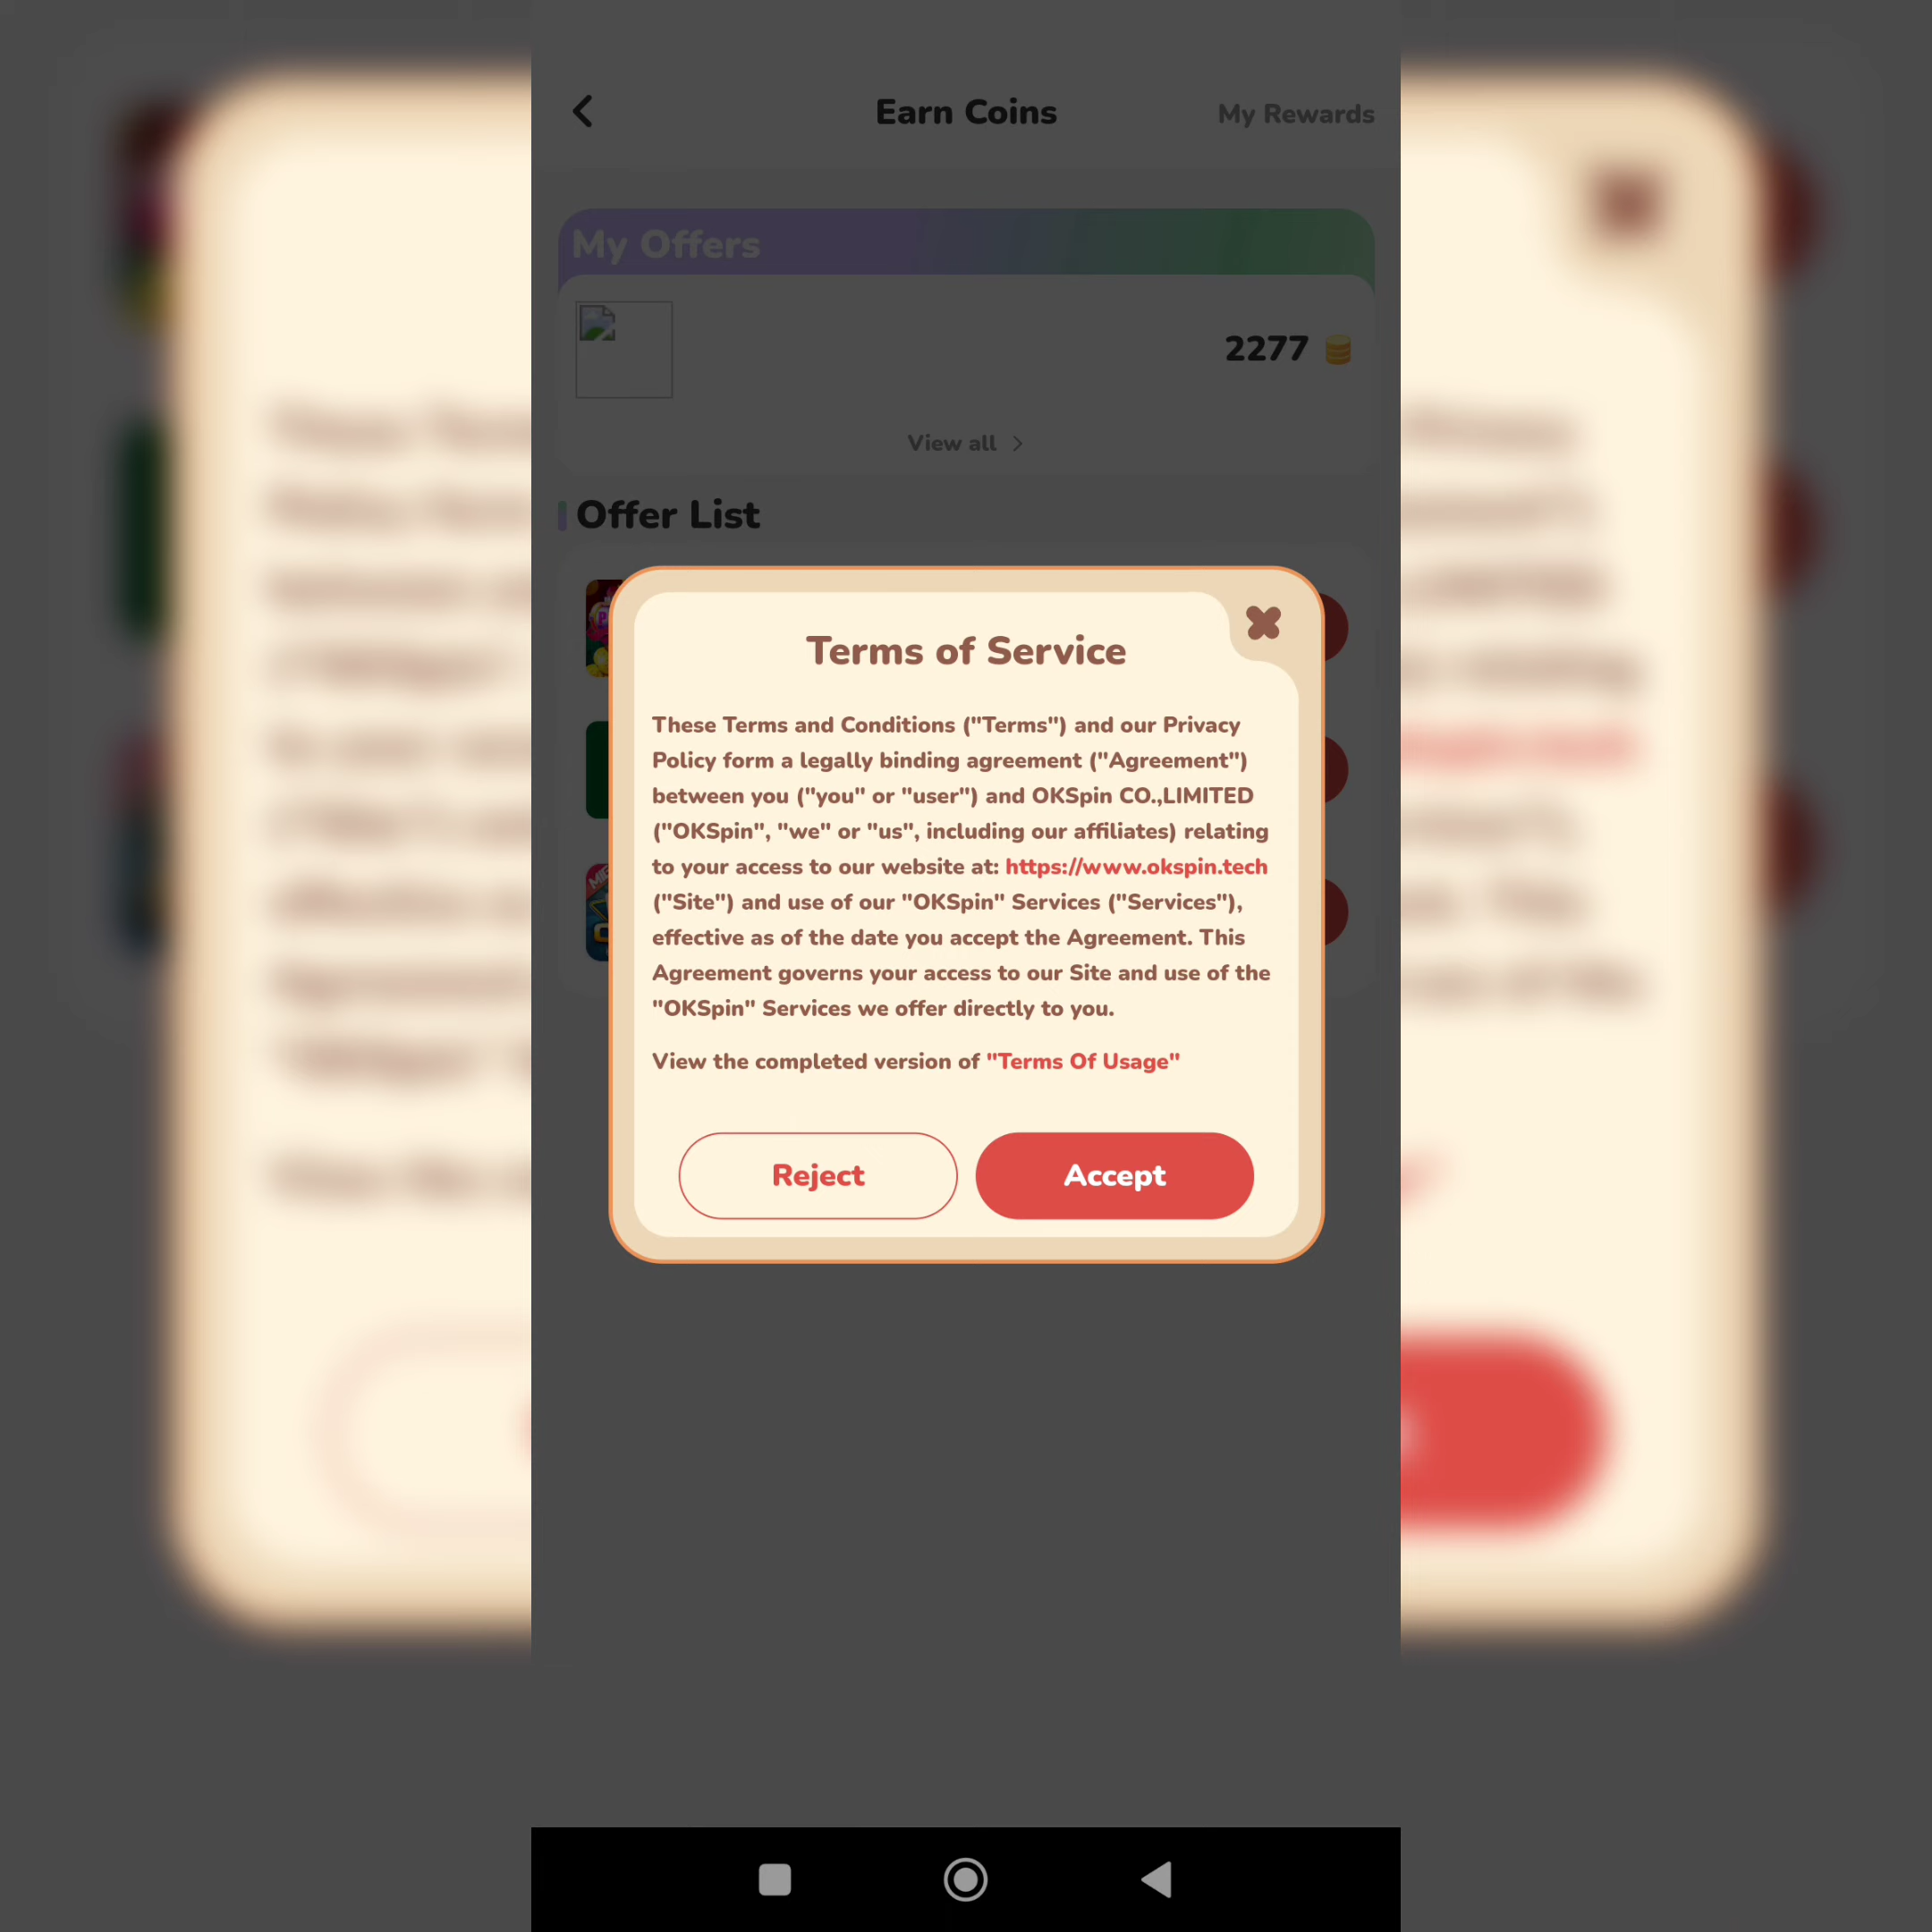 Earn Coins
My Rewards
My Offers
2277
View all
Offer List
Terms of Service
These Terms and Conditions ("Terms") and our Privacy
Policy form a legally binding agreement ("Agreement")
between you ("you" or "user") and OKSpin CO.,LIMITED
("OKSpin", "we" or "us", including our affiliates) relating
to your access to our website at: https://www.okspin.tech
("Site") and use of our "OKSpin" Services ("Services"),
effective as of the date you accept the Agreement. This
Agreement governs your access to our Site and use of the
"OKSpin" Services we offer directly to you.
View the completed version of "Terms Of Usage"
Reject
Accept